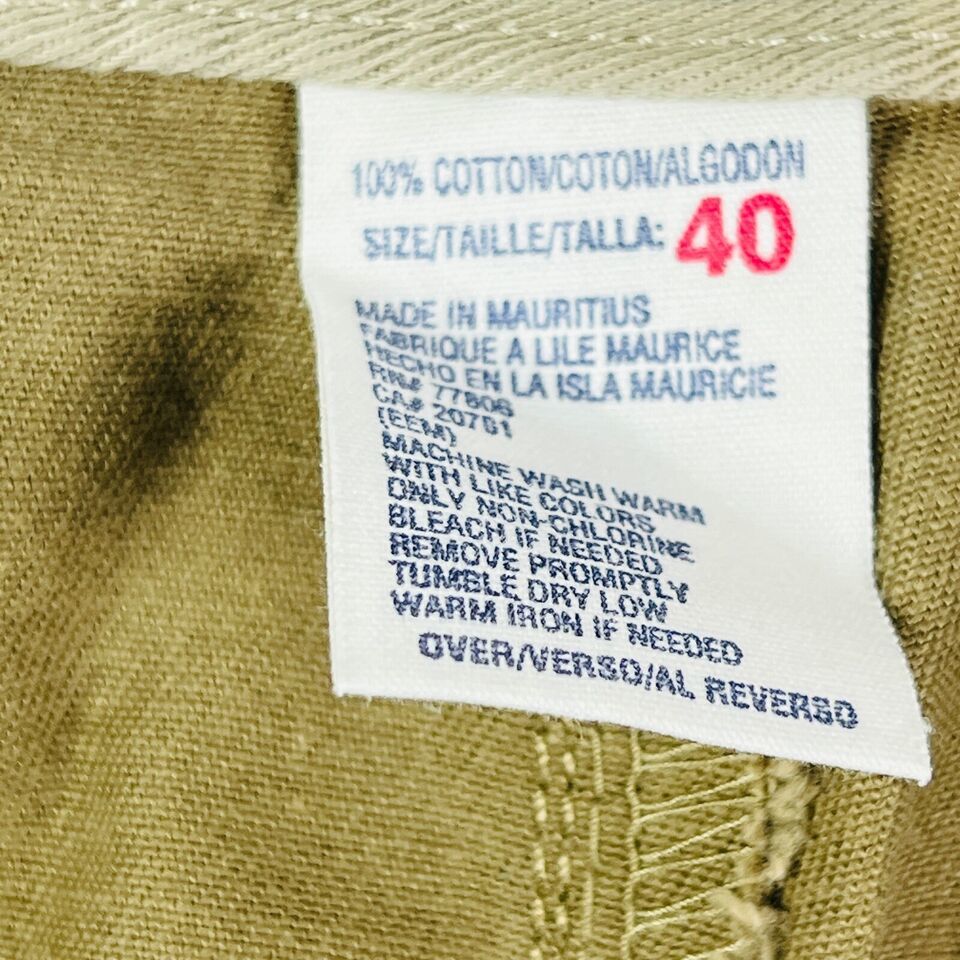 100% COTTON/COTON/ALGODON
SIZE/TAILLE/TALLA: 40
MADE IN MAURITIUS
FABRIQUE A LILE MAURICE
HECHO EN LA ISLA MAURICIE
RN# 77806
CA# 20701
(EEM)
MACHINE WASH WARM
WITH LIKE COLORS
ONLY NON-CHLORINE
BLEACH IF NEEDED
REMOVE PROMPTLY
TUMBLE DRY LOW
WARM IRON IF NEEDED
OVER/VERSO/AL REVERSO